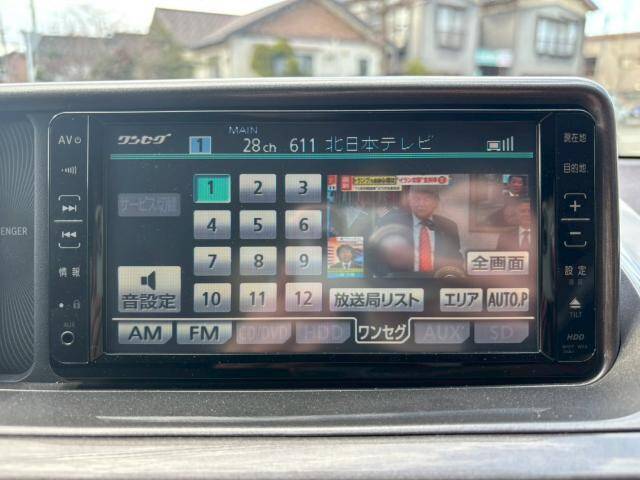 AV
ワンセグ
1
MAIN
28ch 611 北日本テレビ
現在地
目的地
サービス切替
1 2 3
4 5 6
7 8 9
10 11 12
音設定
全画面
放送局リスト エリア AUTO.P
AM FM CD/DVD HDD ワンセグ AUX SD
情報
AUX
設定
TILT
HDD
ENGER